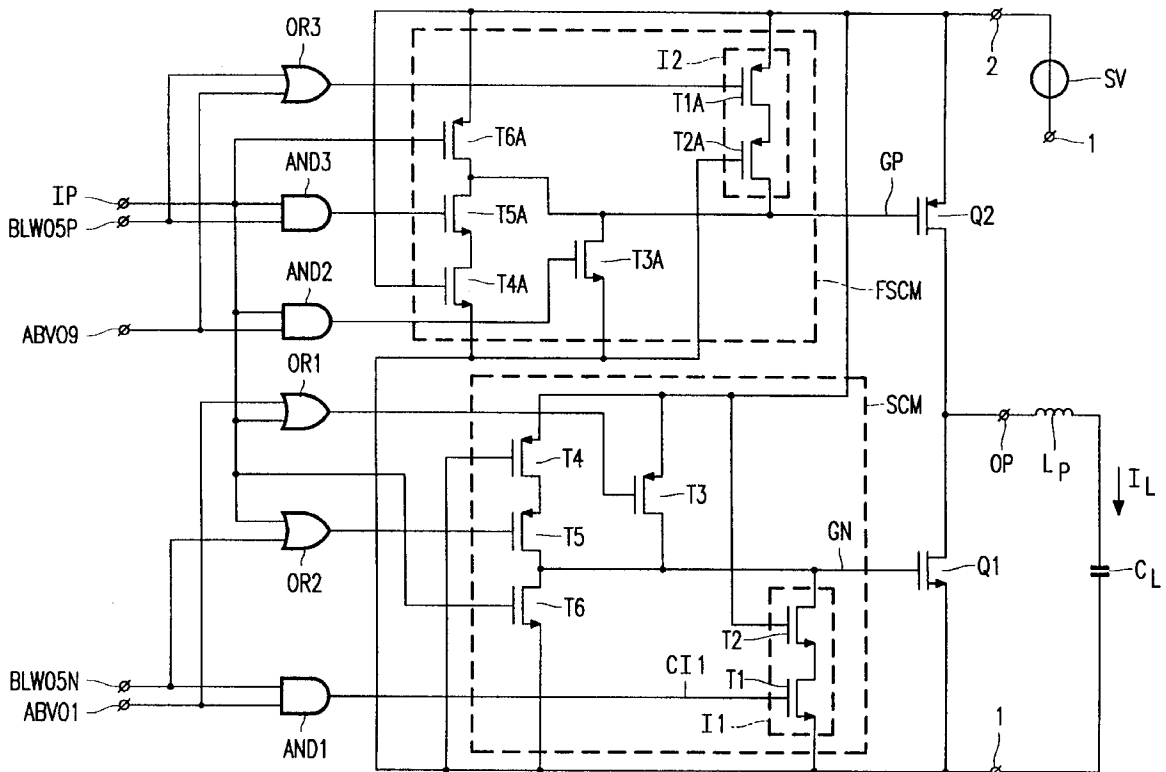 OR3
I2
2
SV
T1A
T6A
T2A
1
AND3
GP
IP
BLW05P
T5A
Q2
AND2
T3A
T4A
FSCM
ABV09
OR1
SCM
T4
OP
LP
IL
T3
T5
GN
Q1
OR2
CL
T6
T2
BLW05N
CI1
T1
ABV01
I1
1
AND1